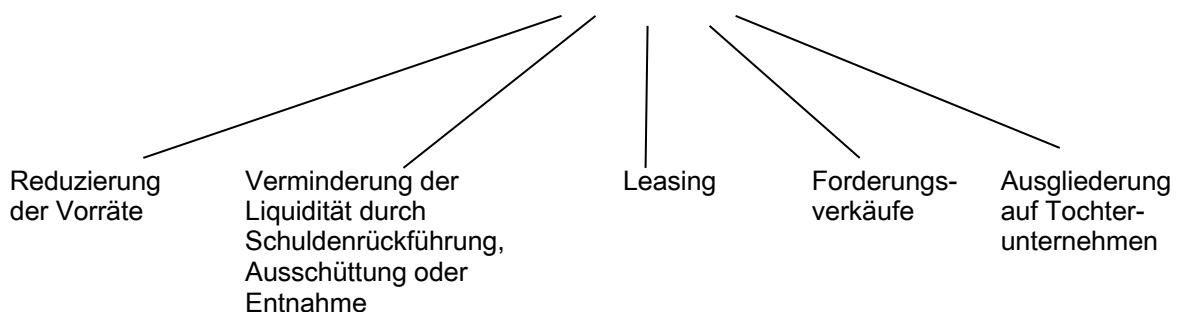 Reduzierung
der Vorräte
Verminderung der
Liquidität durch
Schuldenrückführung,
Ausschüttung oder
Entnahme
Leasing
Forderungs-
verkäufe
Ausgliederung
auf Tochter-
unternehmen